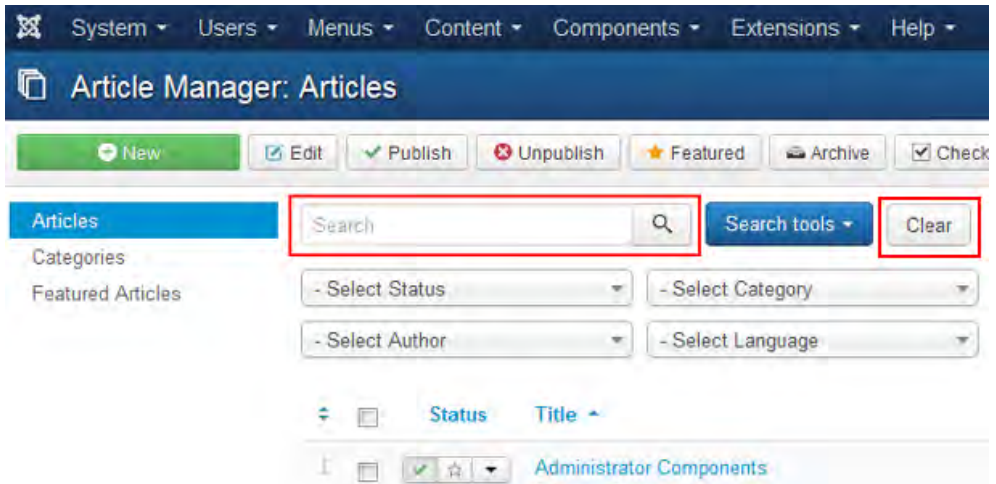 System Users Menus Content Components Extensions Help
Article Manager: Articles
New Edit Publish Unpublish Featured Archive Check
Articles Search Search tools Clear
Categories
- Select Status - Select Category
Featured Articles
- Select Author - Select Language
Status Title
Administrator Components